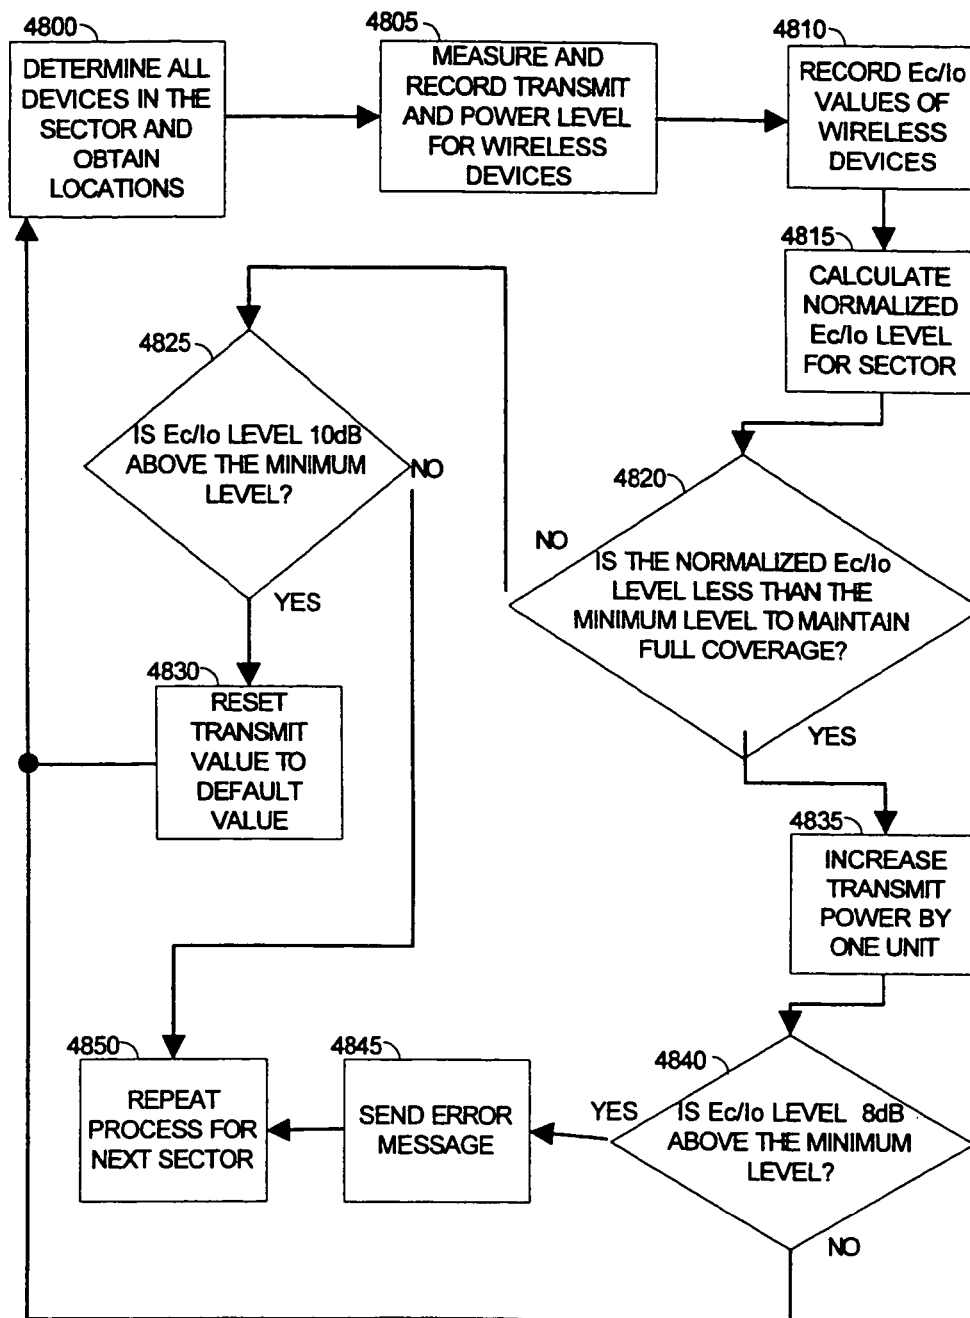 4800
DETERMINE ALL
DEVICES IN THE
SECTOR AND
OBTAIN
LOCATIONS
4805
MEASURE AND
RECORD TRANSMIT
AND POWER LEVEL
FOR WIRELESS
DEVICES
4810
RECORD Ec/Io
VALUES OF
WIRELESS
DEVICES
4815
CALCULATE
NORMALIZED
Ec/Io LEVEL
FOR SECTOR
4820
IS THE NORMALIZED Ec/Io
LEVEL LESS THAN THE
MINIMUM LEVEL TO MAINTAIN
FULL COVERAGE?
NO
YES
4825
IS Ec/Io LEVEL 10dB
ABOVE THE MINIMUM
LEVEL?
NO
YES
4830
RESET
TRANSMIT
VALUE TO
DEFAULT
VALUE
4835
INCREASE
TRANSMIT
POWER BY
ONE UNIT
4840
IS Ec/Io LEVEL 8dB
ABOVE THE MINIMUM
LEVEL?
YES
NO
4845
SEND ERROR
MESSAGE
4850
REPEAT
PROCESS FOR
NEXT SECTOR